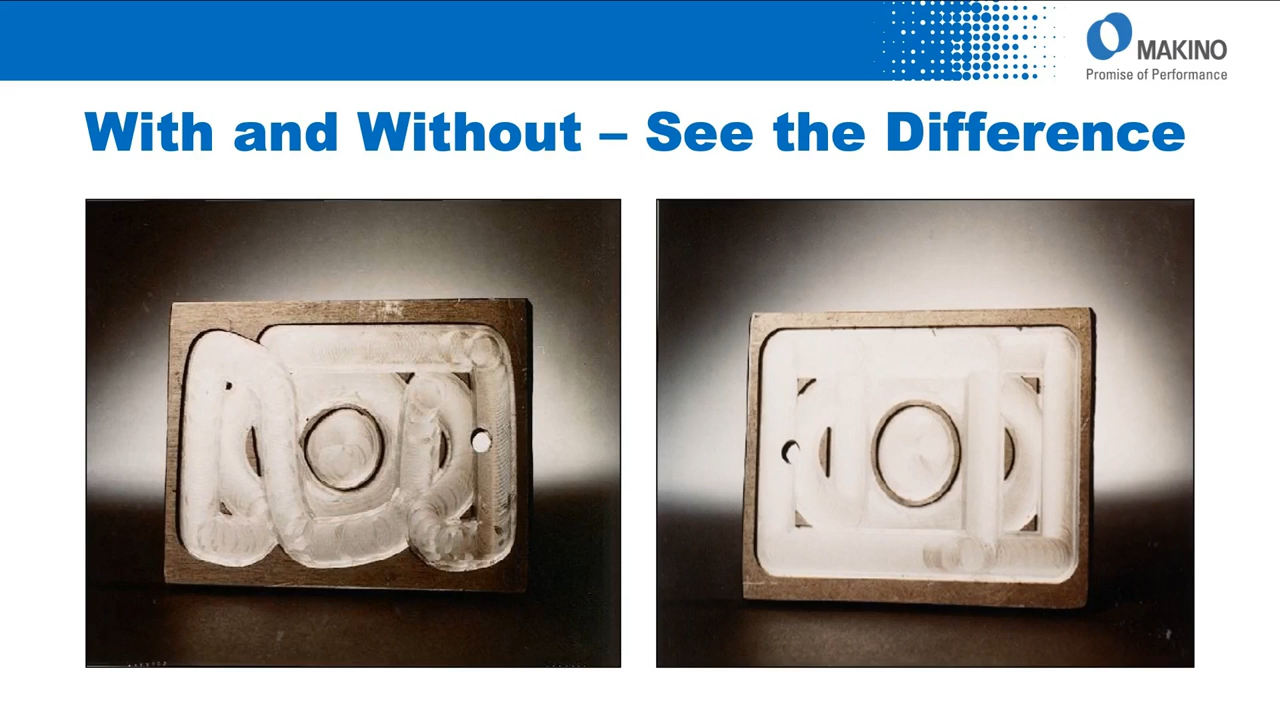 MAKINO
Promise of Performance
With and Without – See the Difference